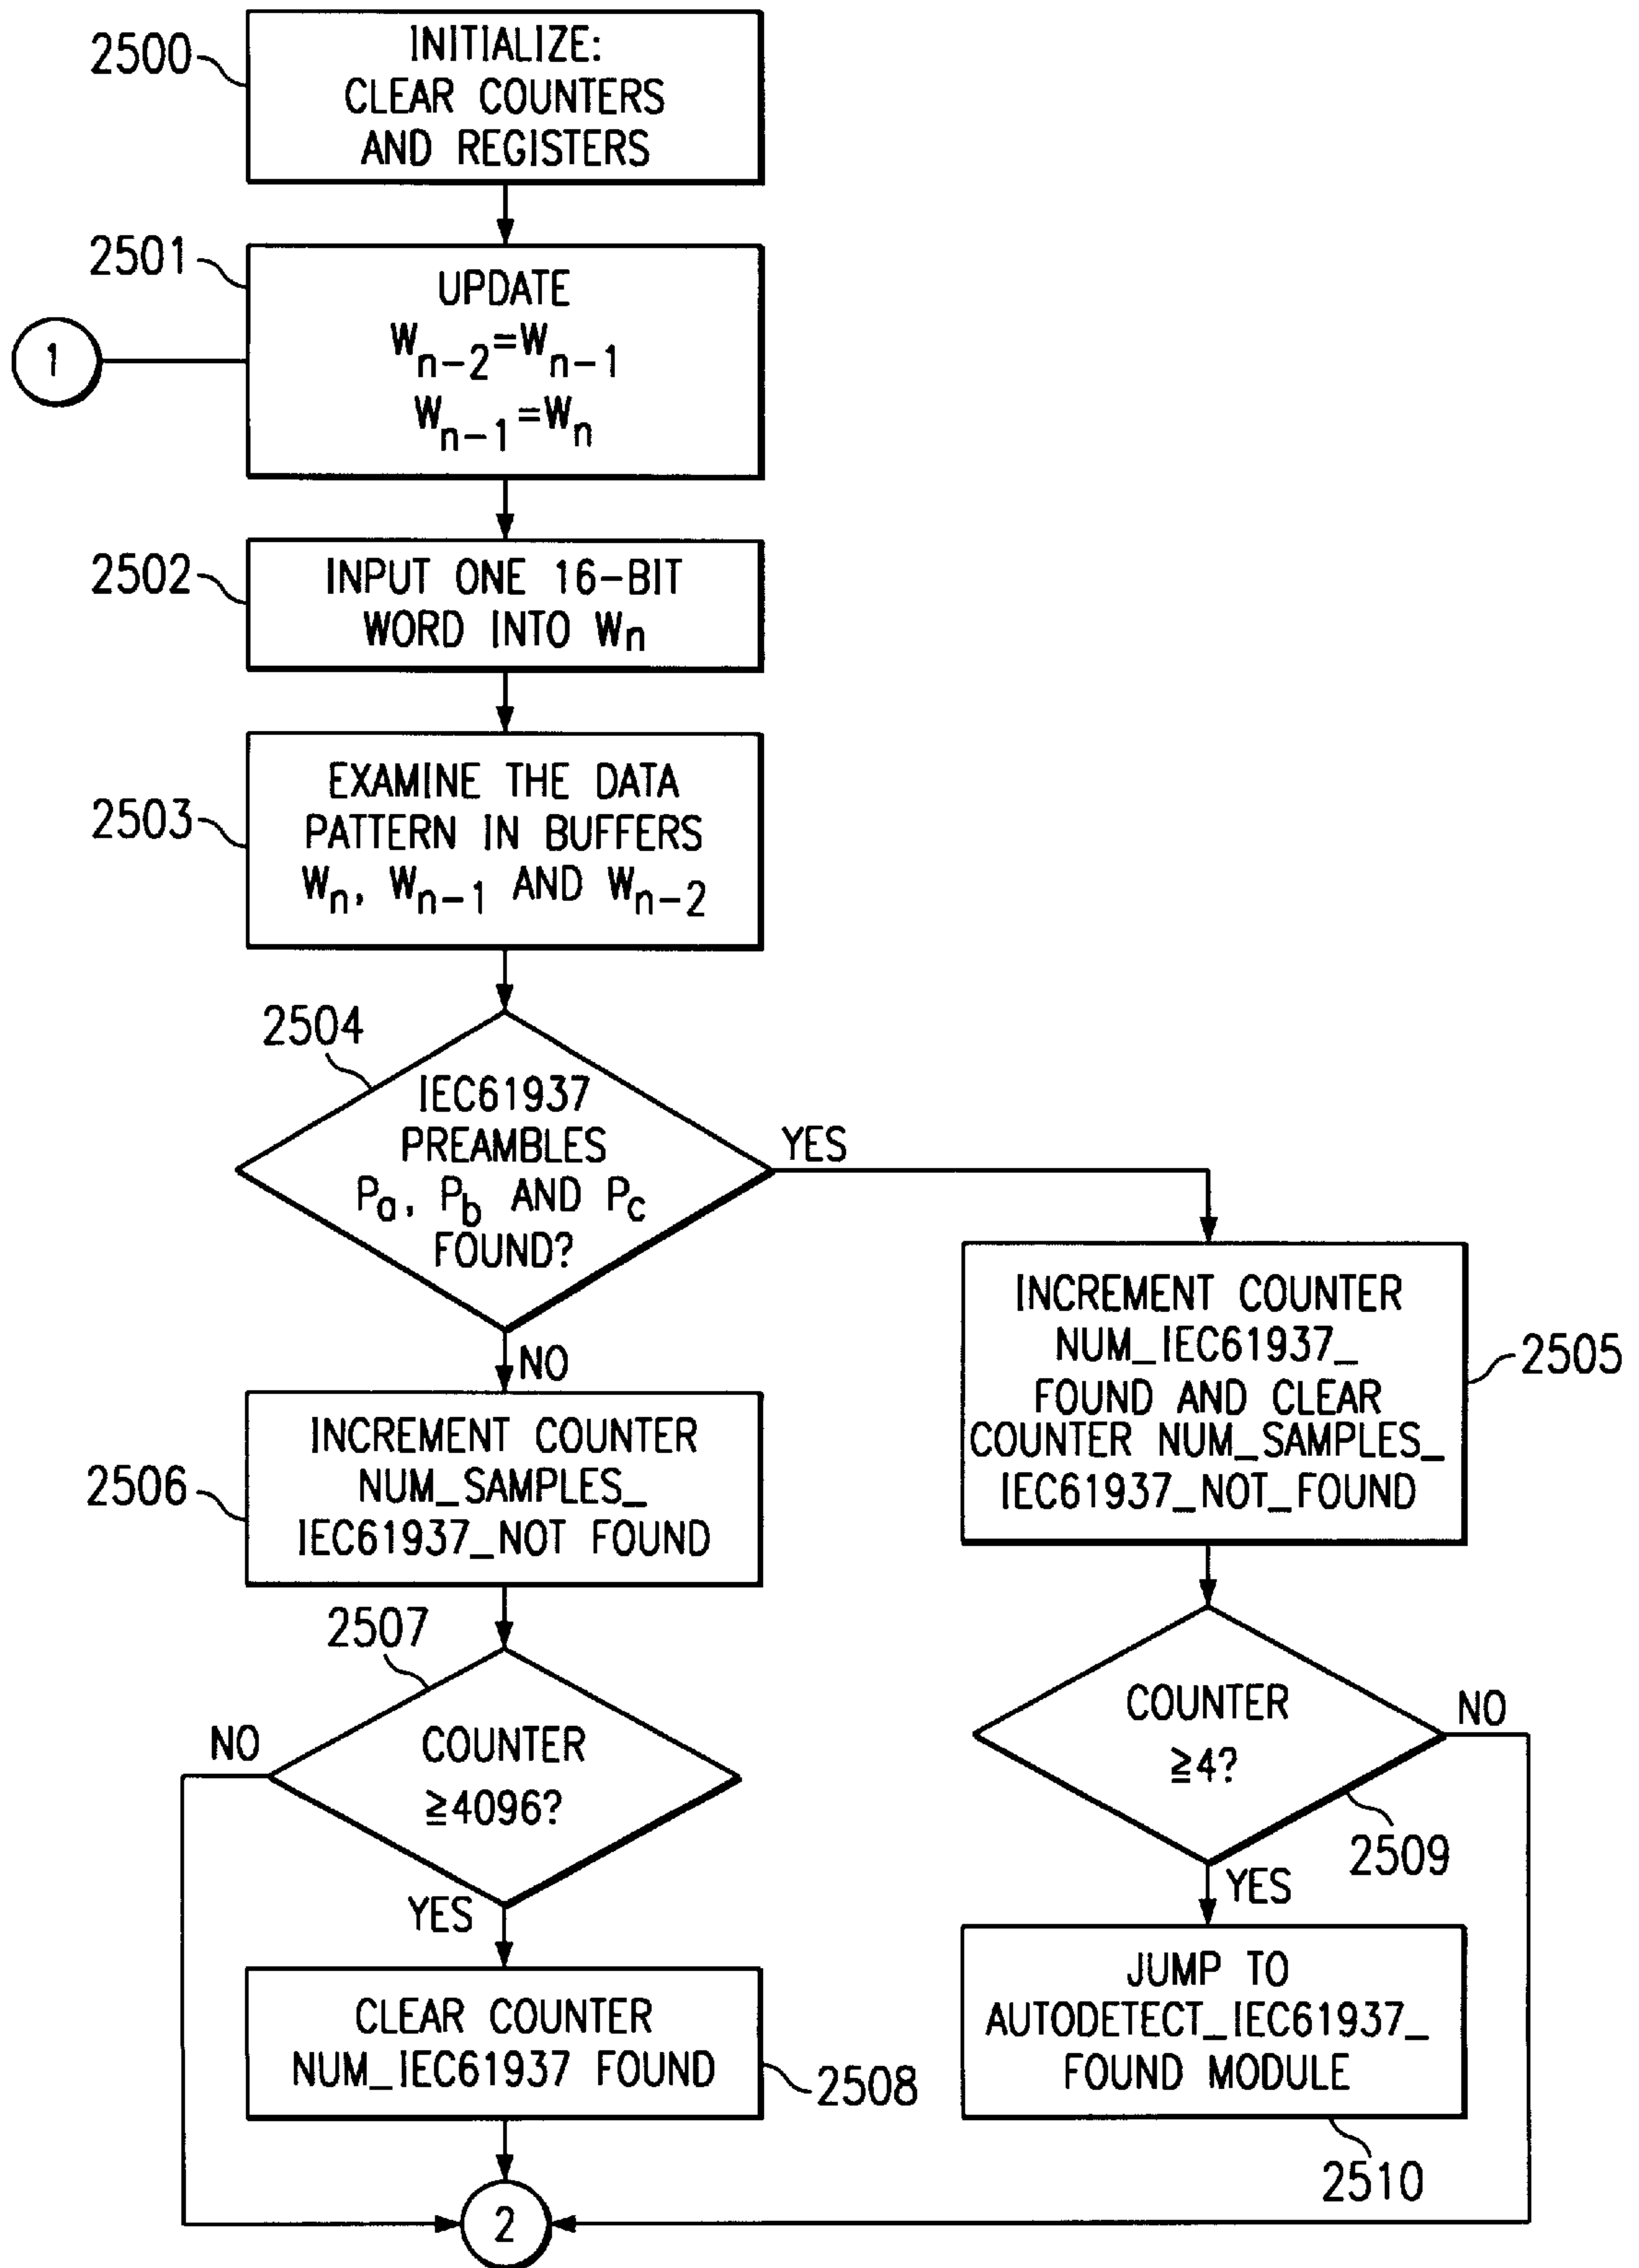 2500
INITIALIZE:
CLEAR COUNTERS
AND REGISTERS
2501
UPDATE
Wn-2=Wn-1
Wn-1=Wn
1
2502
INPUT ONE 16-BIT
WORD INTO Wn
2503
EXAMINE THE DATA
PATTERN IN BUFFERS
Wn, Wn-1 AND Wn-2
2504
IEC61937
PREAMBLES
Pa, Pb AND Pc
FOUND?
YES
NO
INCREMENT COUNTER
NUM_IEC61937_
FOUND AND CLEAR
COUNTER NUM_SAMPLES_
IEC61937_NOT_FOUND
2505
2506
INCREMENT COUNTER
NUM_SAMPLES_
IEC61937_NOT FOUND
2507
NO
COUNTER
≧4096?
YES
COUNTER
≧4?
NO
2509
YES
CLEAR COUNTER
NUM_IEC61937 FOUND
2508
JUMP TO
AUTODETECT_IEC61937_
FOUND MODULE
2510
2